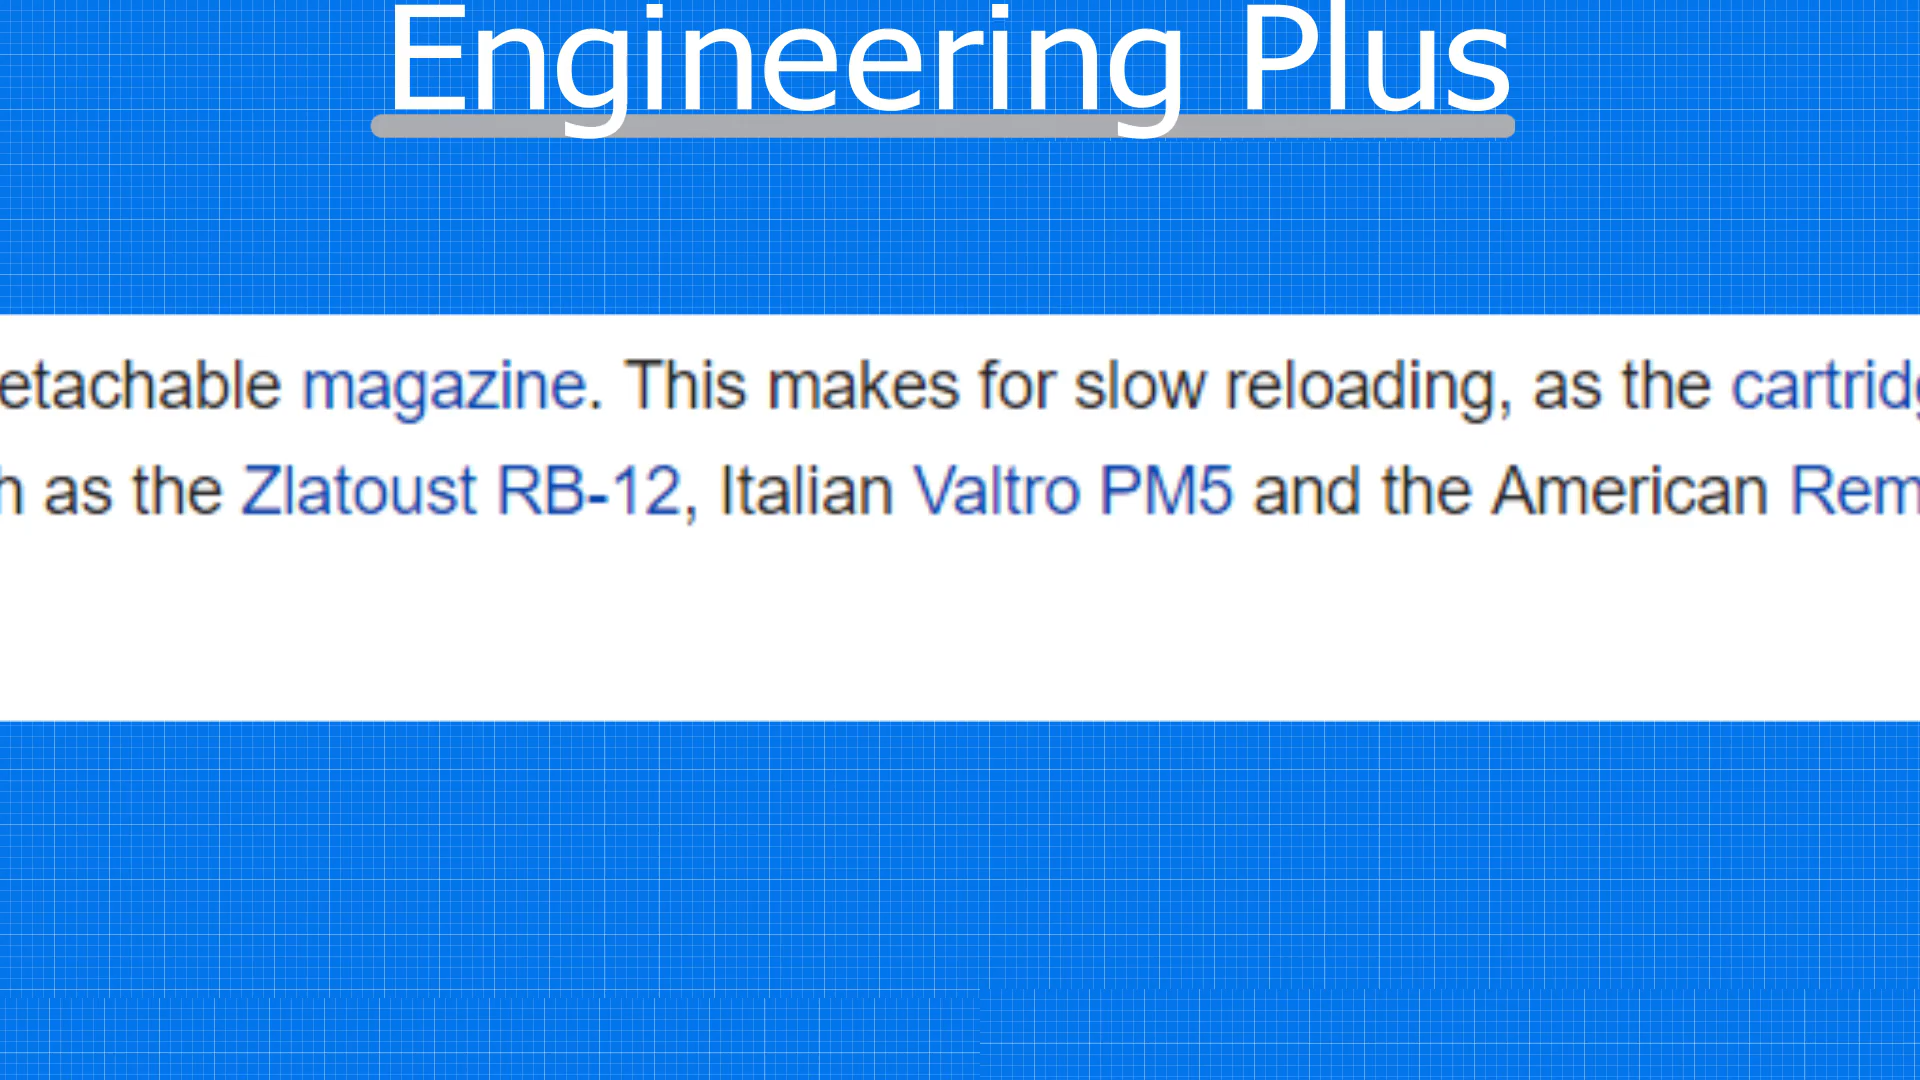 Engineering Plus
etachable magazine. This makes for slow reloading, as the cartridg
h as the Zlatoust RB-12, Italian Valtro PM5 and the American Rem